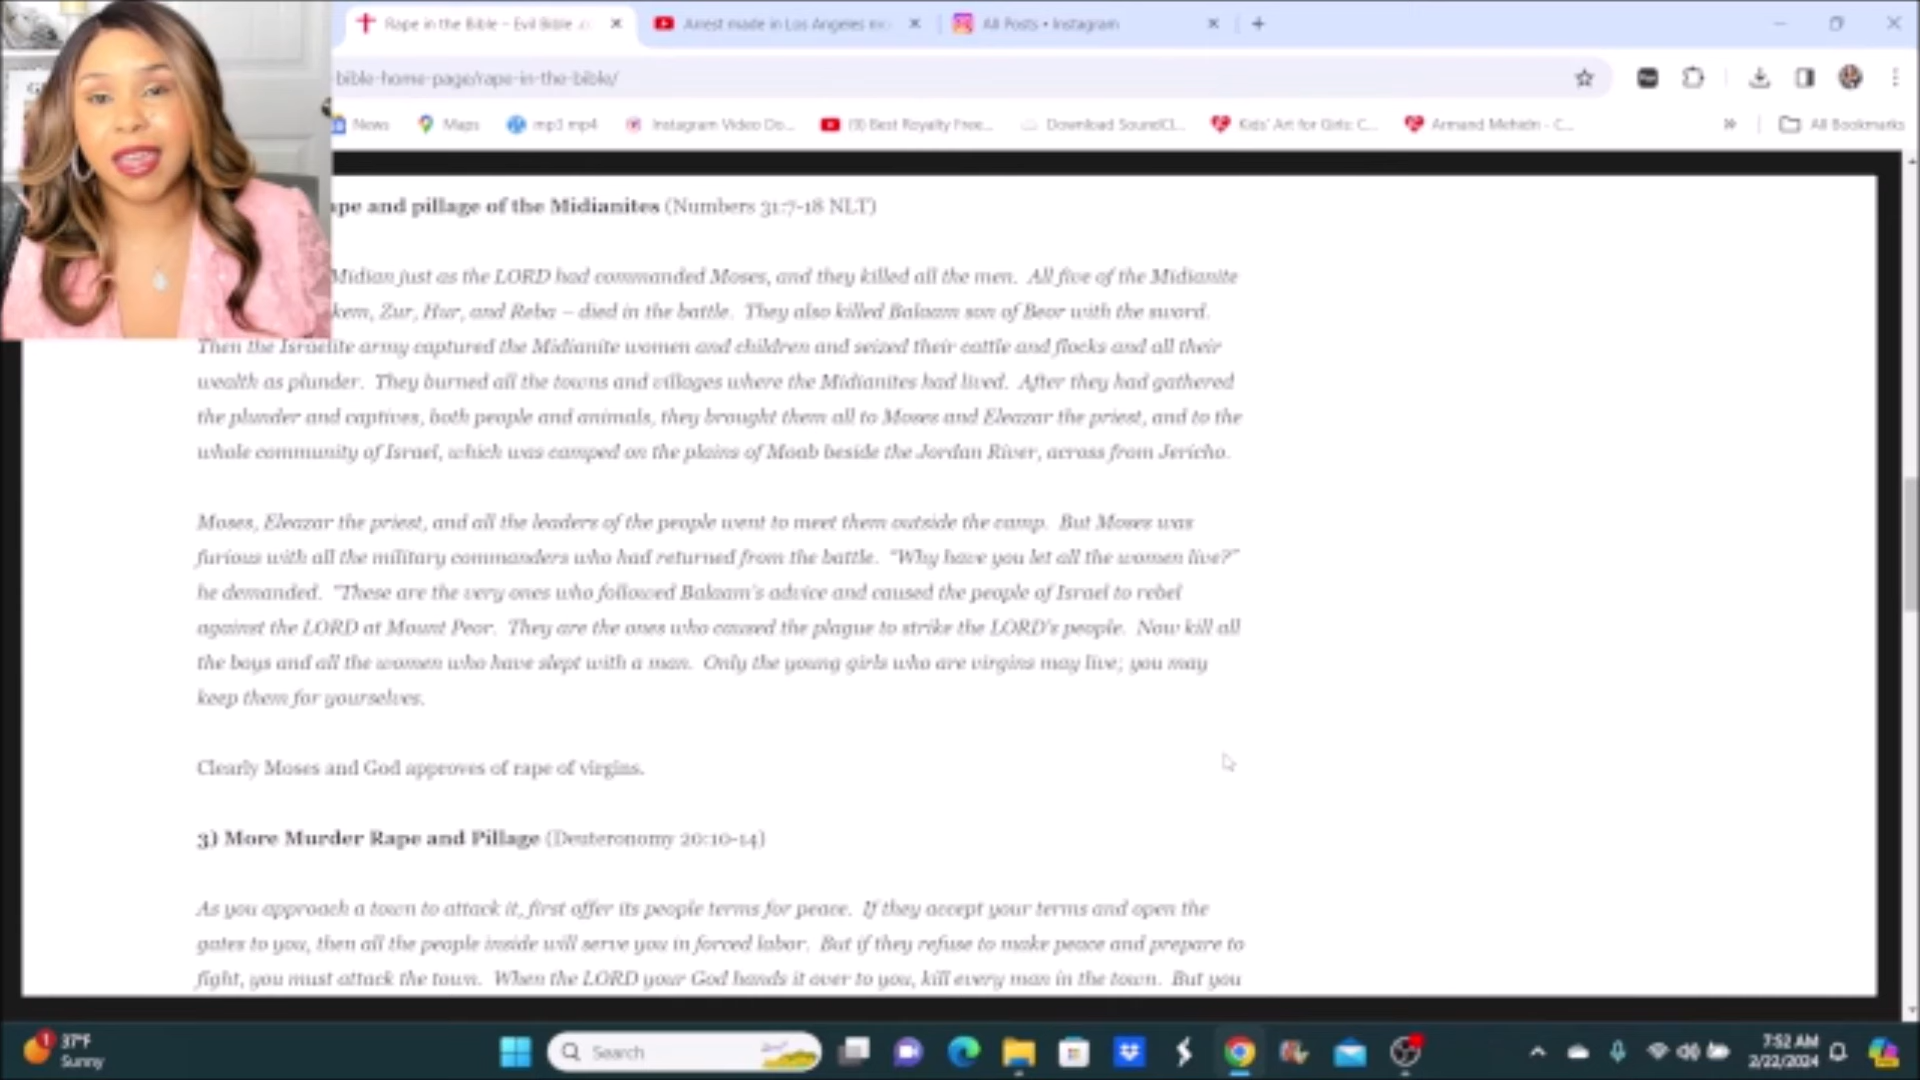 Rape in the Bible – Evil Bible .c
Arrest made in Los Angeles mo
All Posts • Instagram
bible-home-page/rape-in-the-bible/
News
Maps
mp3 mp4
Instagram Video Do...
(9) Best Royalty Free...
Download SoundCl...
Kids' Art for Girls: C...
Armand Mehidri - C...
All Bookmarks
ape and pillage of the Midianites (Numbers 31:7-18 NLT)
Midian just as the LORD had commanded Moses, and they killed all the men. All five of the Midianite
kem, Zur, Hur, and Reba – died in the battle. They also killed Balaam son of Beor with the sword.
Then the Israelite army captured the Midianite women and children and seized their cattle and flocks and all their
wealth as plunder. They burned all the towns and villages where the Midianites had lived. After they had gathered
the plunder and captives, both people and animals, they brought them all to Moses and Eleazar the priest, and to the
whole community of Israel, which was camped on the plains of Moab beside the Jordan River, across from Jericho.
Moses, Eleazar the priest, and all the leaders of the people went to meet them outside the camp. But Moses was
furious with all the military commanders who had returned from the battle. "Why have you let all the women live?"
he demanded. "These are the very ones who followed Balaam's advice and caused the people of Israel to rebel
against the LORD at Mount Peor. They are the ones who caused the plague to strike the LORD's people. Now kill all
the boys and all the women who have slept with a man. Only the young girls who are virgins may live; you may
keep them for yourselves.
Clearly Moses and God approves of rape of virgins.
3) More Murder Rape and Pillage (Deuteronomy 20:10-14)
As you approach a town to attack it, first offer its people terms for peace. If they accept your terms and open the
gates to you, then all the people inside will serve you in forced labor. But if they refuse to make peace and prepare to
fight, you must attack the town. When the LORD your God hands it over to you, kill every man in the town. But you
1
37°F
Sunny
Search
7:52 AM
2/22/2024